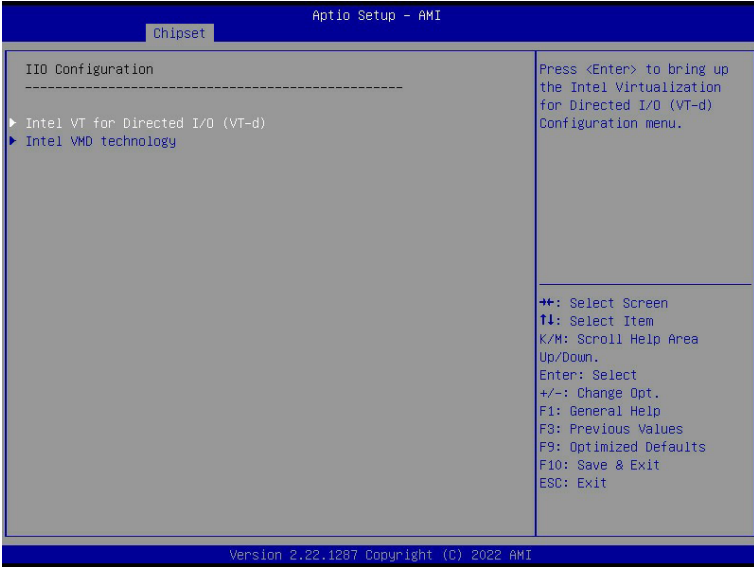 Aptio Setup – AMI
Chipset
IIO Configuration
--------------------------------------------------
▶ Intel VT for Directed I/O (VT-d)
▶ Intel VMD technology
Press <Enter> to bring up
the Intel Virtualization
for Directed I/O (VT-d)
Configuration menu.
→←: Select Screen
↑↓: Select Item
K/M: Scroll Help Area
Up/Down.
Enter: Select
+/-: Change Opt.
F1: General Help
F3: Previous Values
F9: Optimized Defaults
F10: Save & Exit
ESC: Exit
Version 2.22.1287 Copyright (C) 2022 AMI